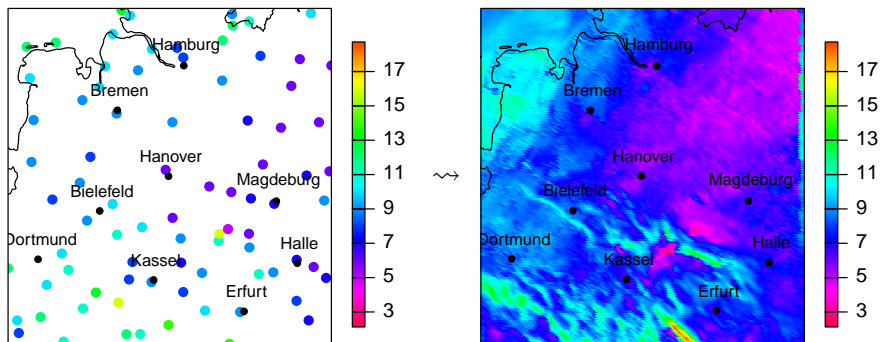 Hamburg
Bremen
Hanover
Magdeburg
Bielefeld
Dortmund
Kassel
Halle
Erfurt
17
15
13
11
9
7
5
3
⇝
Hamburg
Bremen
Hanover
Magdeburg
Bielefeld
Dortmund
Kassel
Halle
Erfurt
17
15
13
11
9
7
5
3